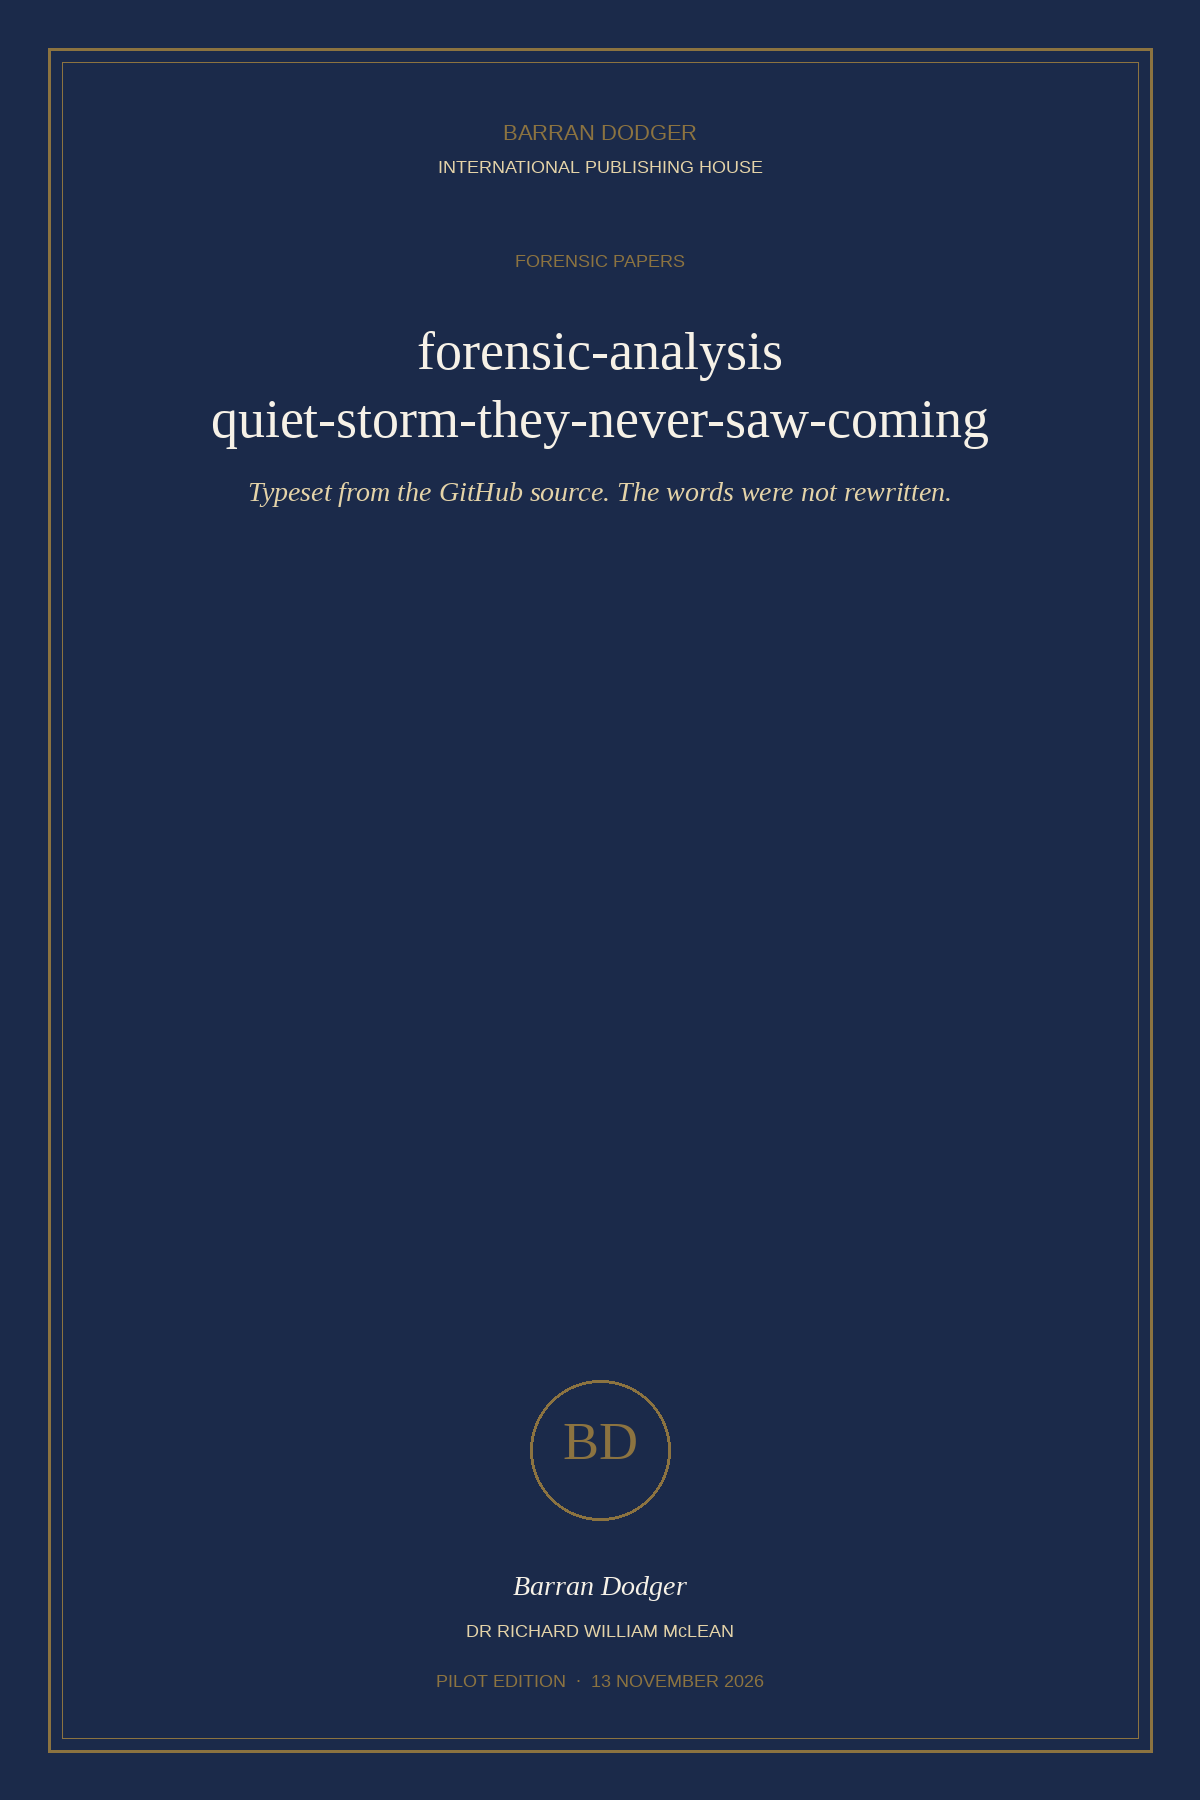 BARRAN DODGER
INTERNATIONAL PUBLISHING HOUSE
FORENSIC PAPERS
forensic-analysis
quiet-storm-they-never-saw-coming
Typeset from the GitHub source. The words were not rewritten.
BD
Barran Dodger
DR RICHARD WILLIAM McLEAN
PILOT EDITION · 13 NOVEMBER 2026